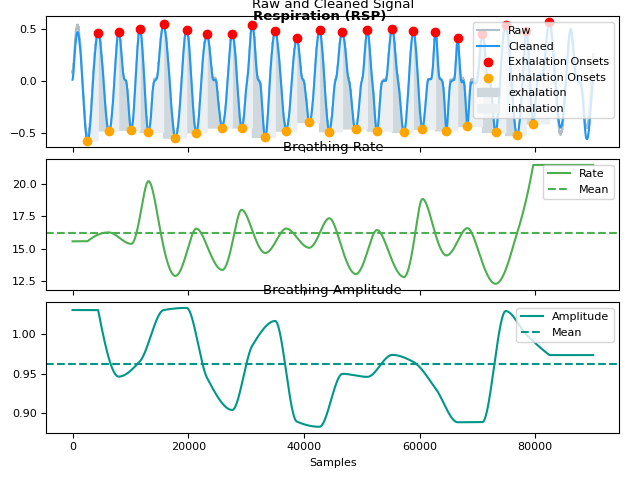 Raw and Cleaned Signal
Respiration (RSP)
0.5
0.0
−0.5
Raw
Cleaned
Exhalation Onsets
Inhalation Onsets
exhalation
inhalation
Breathing Rate
20.0
17.5
15.0
12.5
Rate
Mean
Breathing Amplitude
1.00
0.95
0.90
Amplitude
Mean
0 20000 40000 60000 80000
Samples